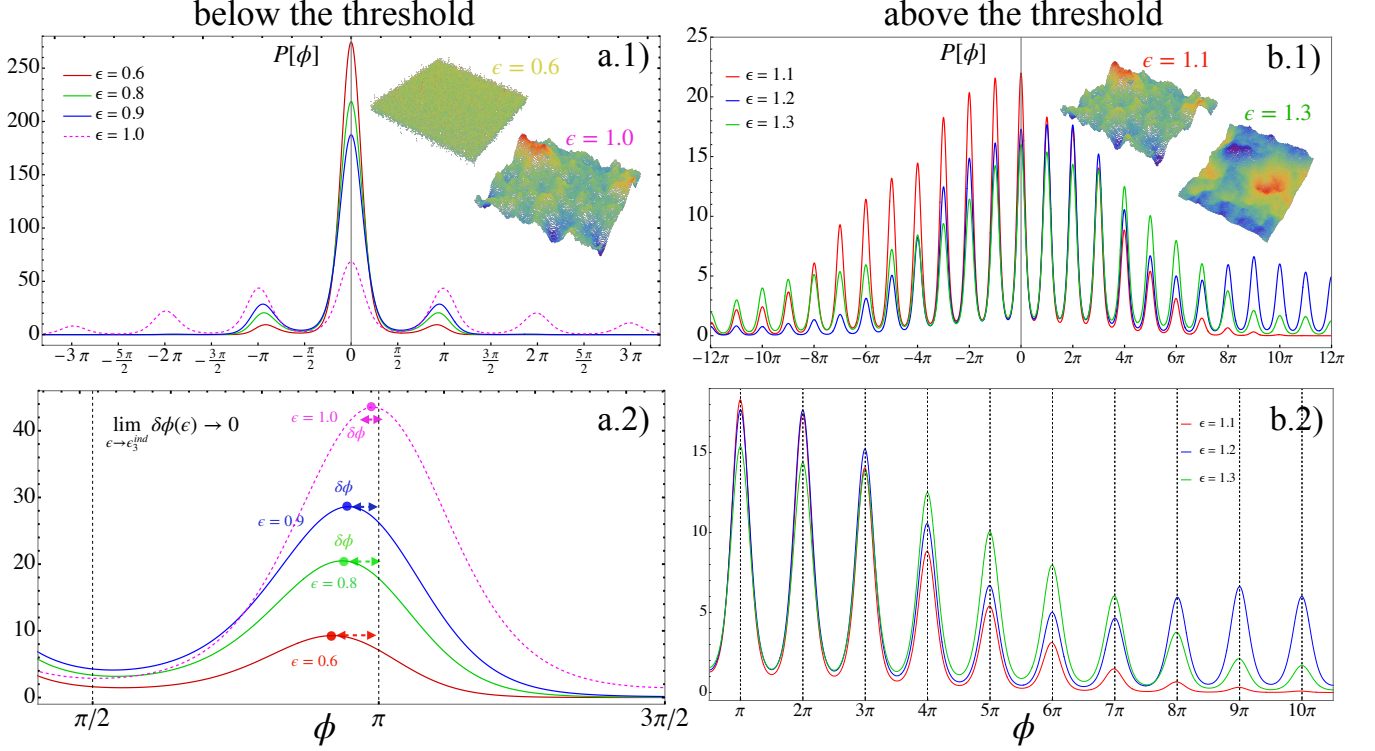 below the threshold
above the threshold
P[ϕ]
a.1)
ϵ = 0.6
ϵ = 0.8
ϵ = 0.9
ϵ = 1.0
ϵ = 0.6
ϵ = 1.0
250
200
150
100
50
0
−3π −5π/2 −2π −3π/2 −π −π/2 0 π/2 π 3π/2 2π 5π/2 3π
P[ϕ]
b.1)
ϵ = 1.1
ϵ = 1.2
ϵ = 1.3
ϵ = 1.1
ϵ = 1.3
25
20
15
10
5
0
−12π −10π −8π −6π −4π −2π 0 2π 4π 6π 8π 10π 12π
a.2)
lim δϕ(ϵ) → 0
ϵ→ϵ₃ⁱⁿᵈ
ϵ = 1.0
δϕ
δϕ
ϵ = 0.9
δϕ
ϵ = 0.8
ϵ = 0.6
40
30
20
10
0
π/2 π 3π/2
ϕ
b.2)
ϵ = 1.1
ϵ = 1.2
ϵ = 1.3
15
10
5
0
π 2π 3π 4π 5π 6π 7π 8π 9π 10π
ϕ